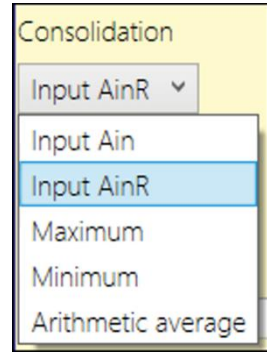 Consolidation
Input AinR
Input Ain
Input AinR
Maximum
Minimum
Arithmetic average